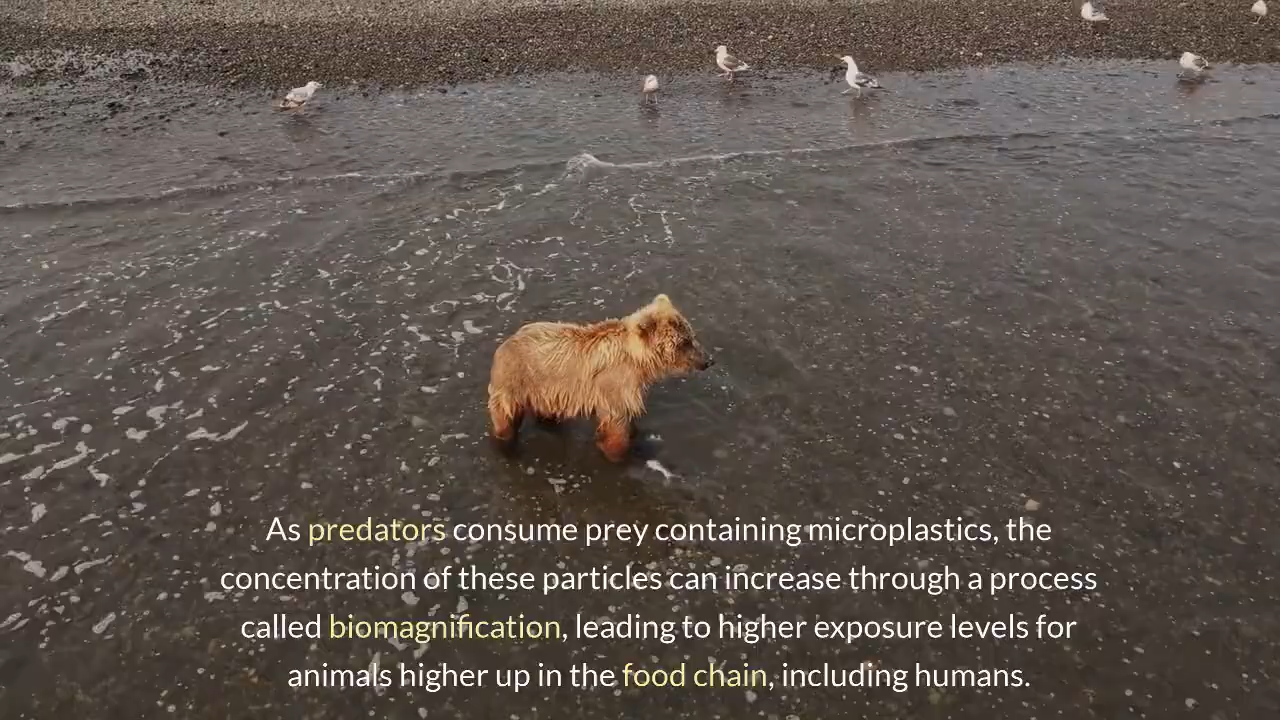 As predators consume prey containing microplastics, the
concentration of these particles can increase through a process
called biomagnification, leading to higher exposure levels for
animals higher up in the food chain, including humans.